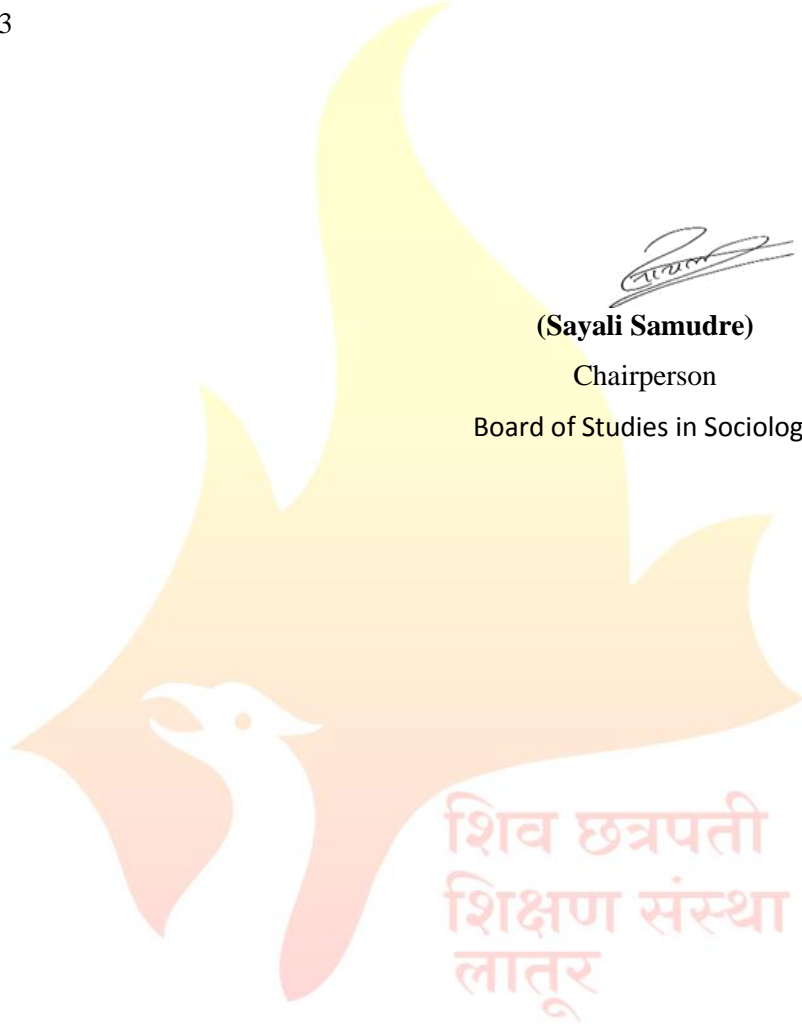 3
(Sayali Samudre)
Chairperson
Board of Studies in Sociolog
शिव छत्रपती
शिक्षण संस्था
लातूर